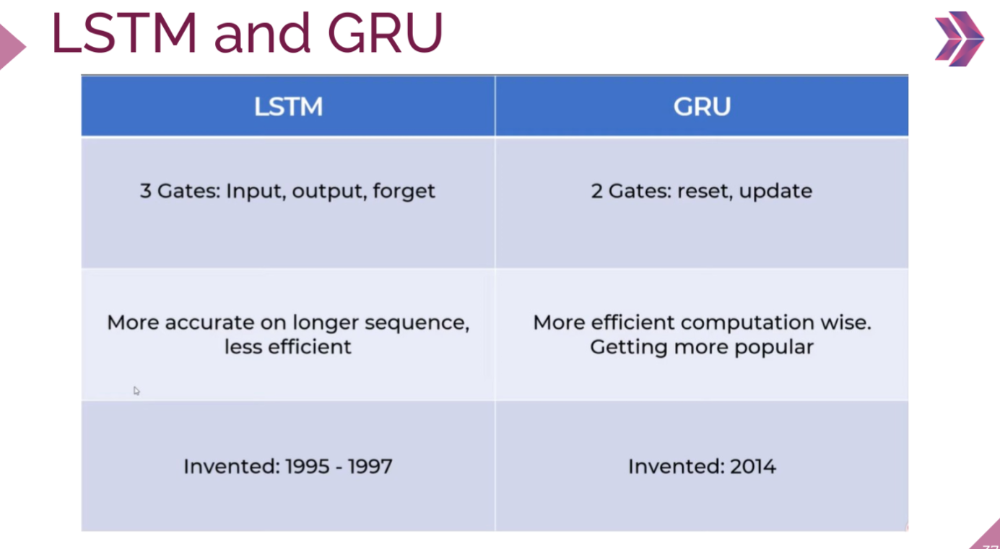 LSTM and GRU
LSTM
GRU
3 Gates: Input, output, forget
2 Gates: reset, update
More accurate on longer sequence,
less efficient
More efficient computation wise.
Getting more popular
Invented: 1995 - 1997
Invented: 2014